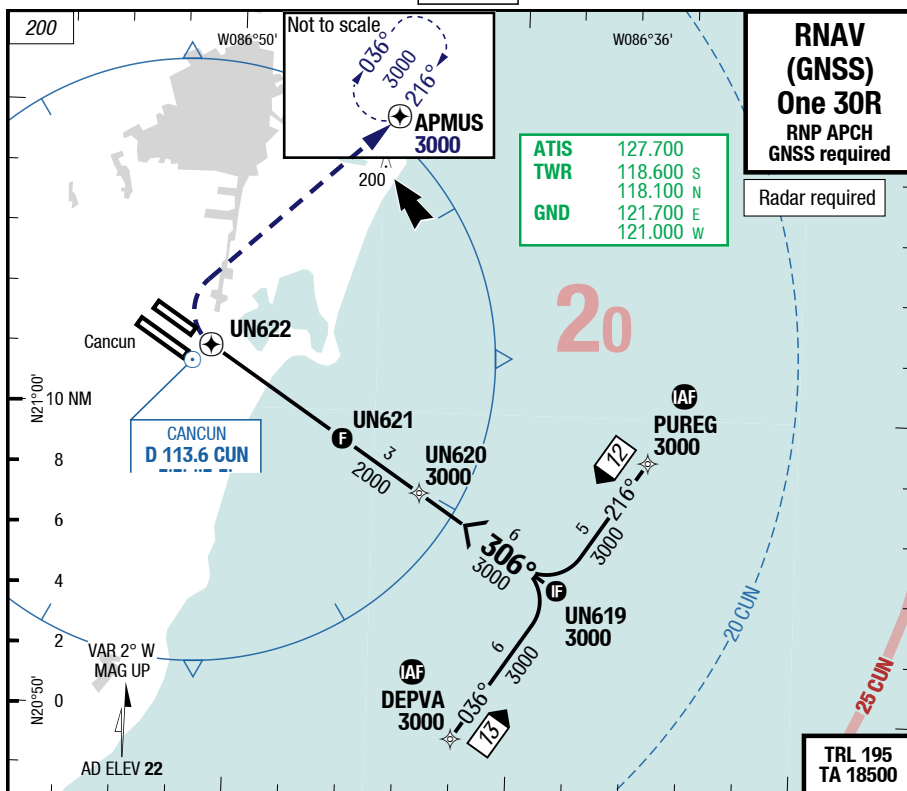 200
W086°50'
Not to scale
036°
3000
216°
APMUS
3000
200
W086°36'
RNAV
(GNSS)
One 30R
RNP APCH
GNSS required
Radar required
ATIS 127.700
TWR 118.600 S
118.100 N
GND 121.700 E
121.000 W
20
Cancun
UN622
N21°00'
10 NM
CANCUN
D 113.6 CUN
UN621
3
2000
UN620
3000
IAF
PUREG
3000
12
216°
5
3000
6
306°
3000
IF
UN619
3000
F
8
6
4
2
0
N20°50'
VAR 2° W
MAG UP
AD ELEV 22
IAF
DEPVA
3000
036°
6
3000
13
20 CUN
25 CUN
TRL 195
TA 18500